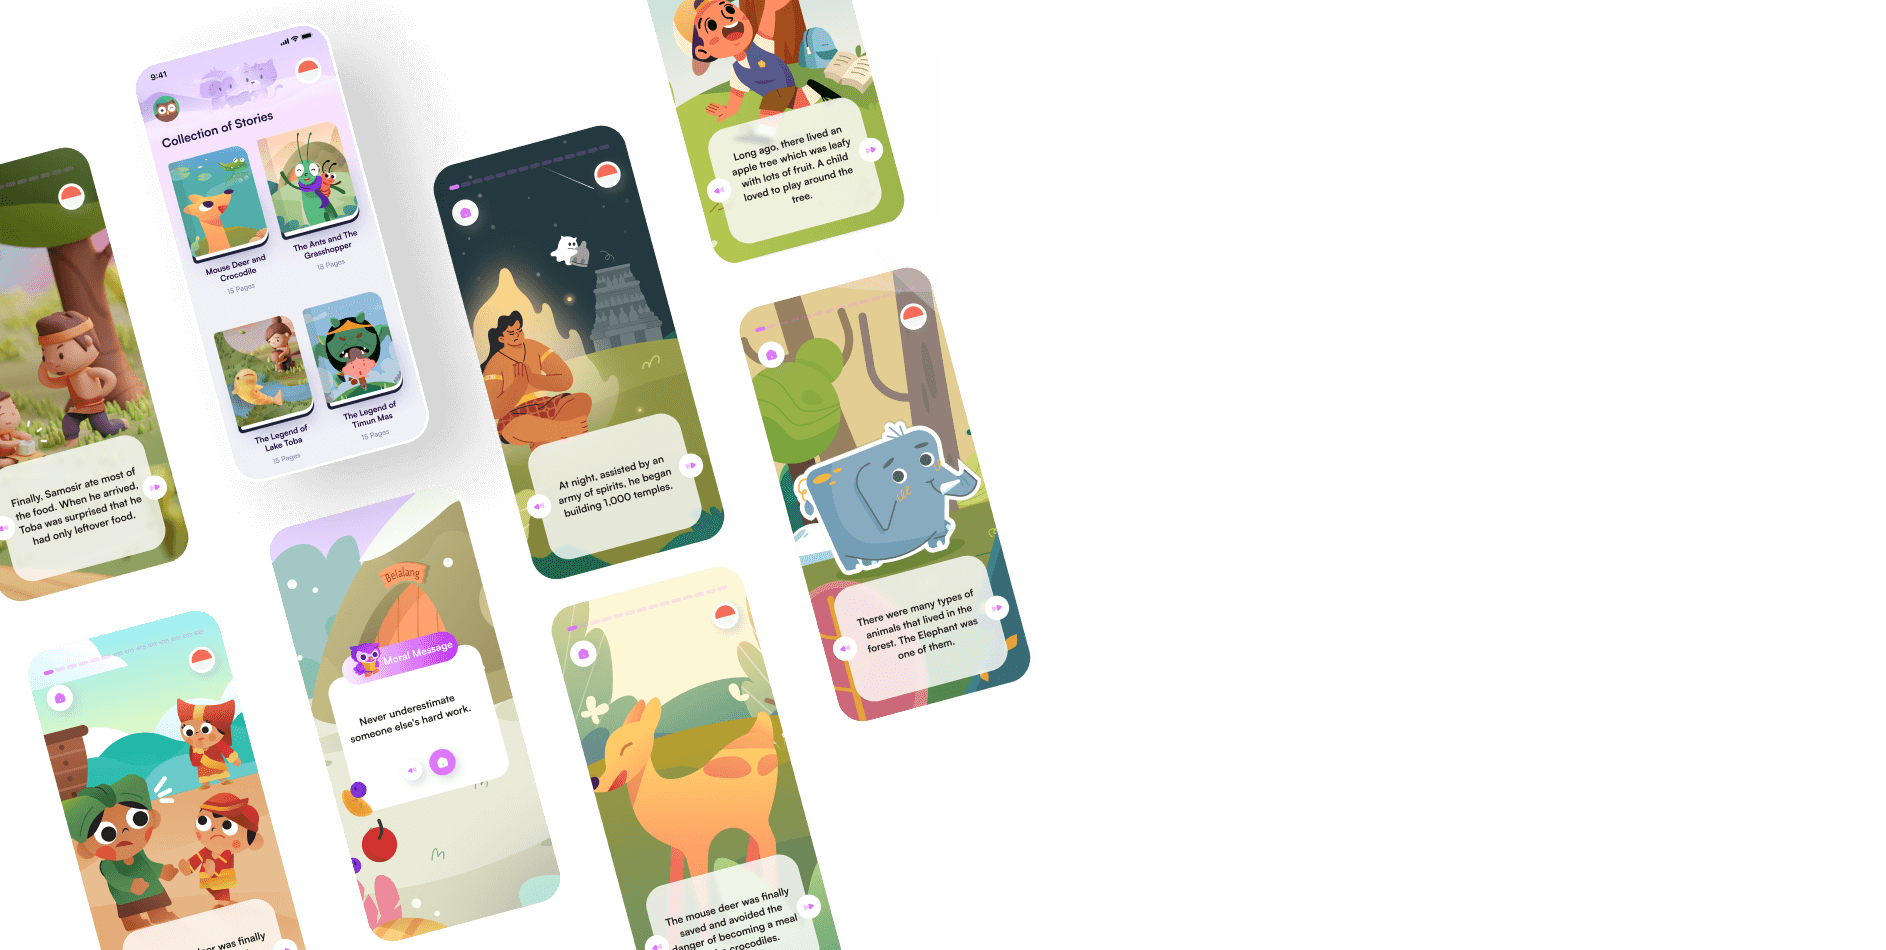 9:41
Collection of Stories
Mouse Deer and
Crocodile
15 Pages
The Ants and The
Grasshopper
18 Pages
The Legend of
Lake Toba
15 Pages
The Legend of
Timun Mas
15 Pages
Finally, Samosir ate most of
the food. When he arrived,
Toba was surprised that he
had only leftover food.
At night, assisted by an
army of spirits, he began
building 1,000 temples.
Long ago, there lived an
apple tree which was leafy
with lots of fruit. A child
loved to play around the
tree.
There were many types of
animals that lived in the
forest. The Elephant was
one of them.
Belalang
Moral Message
Never underestimate
someone else's hard work.
The mouse deer was finally
saved and avoided the
danger of becoming a meal
crocodiles.
was finally